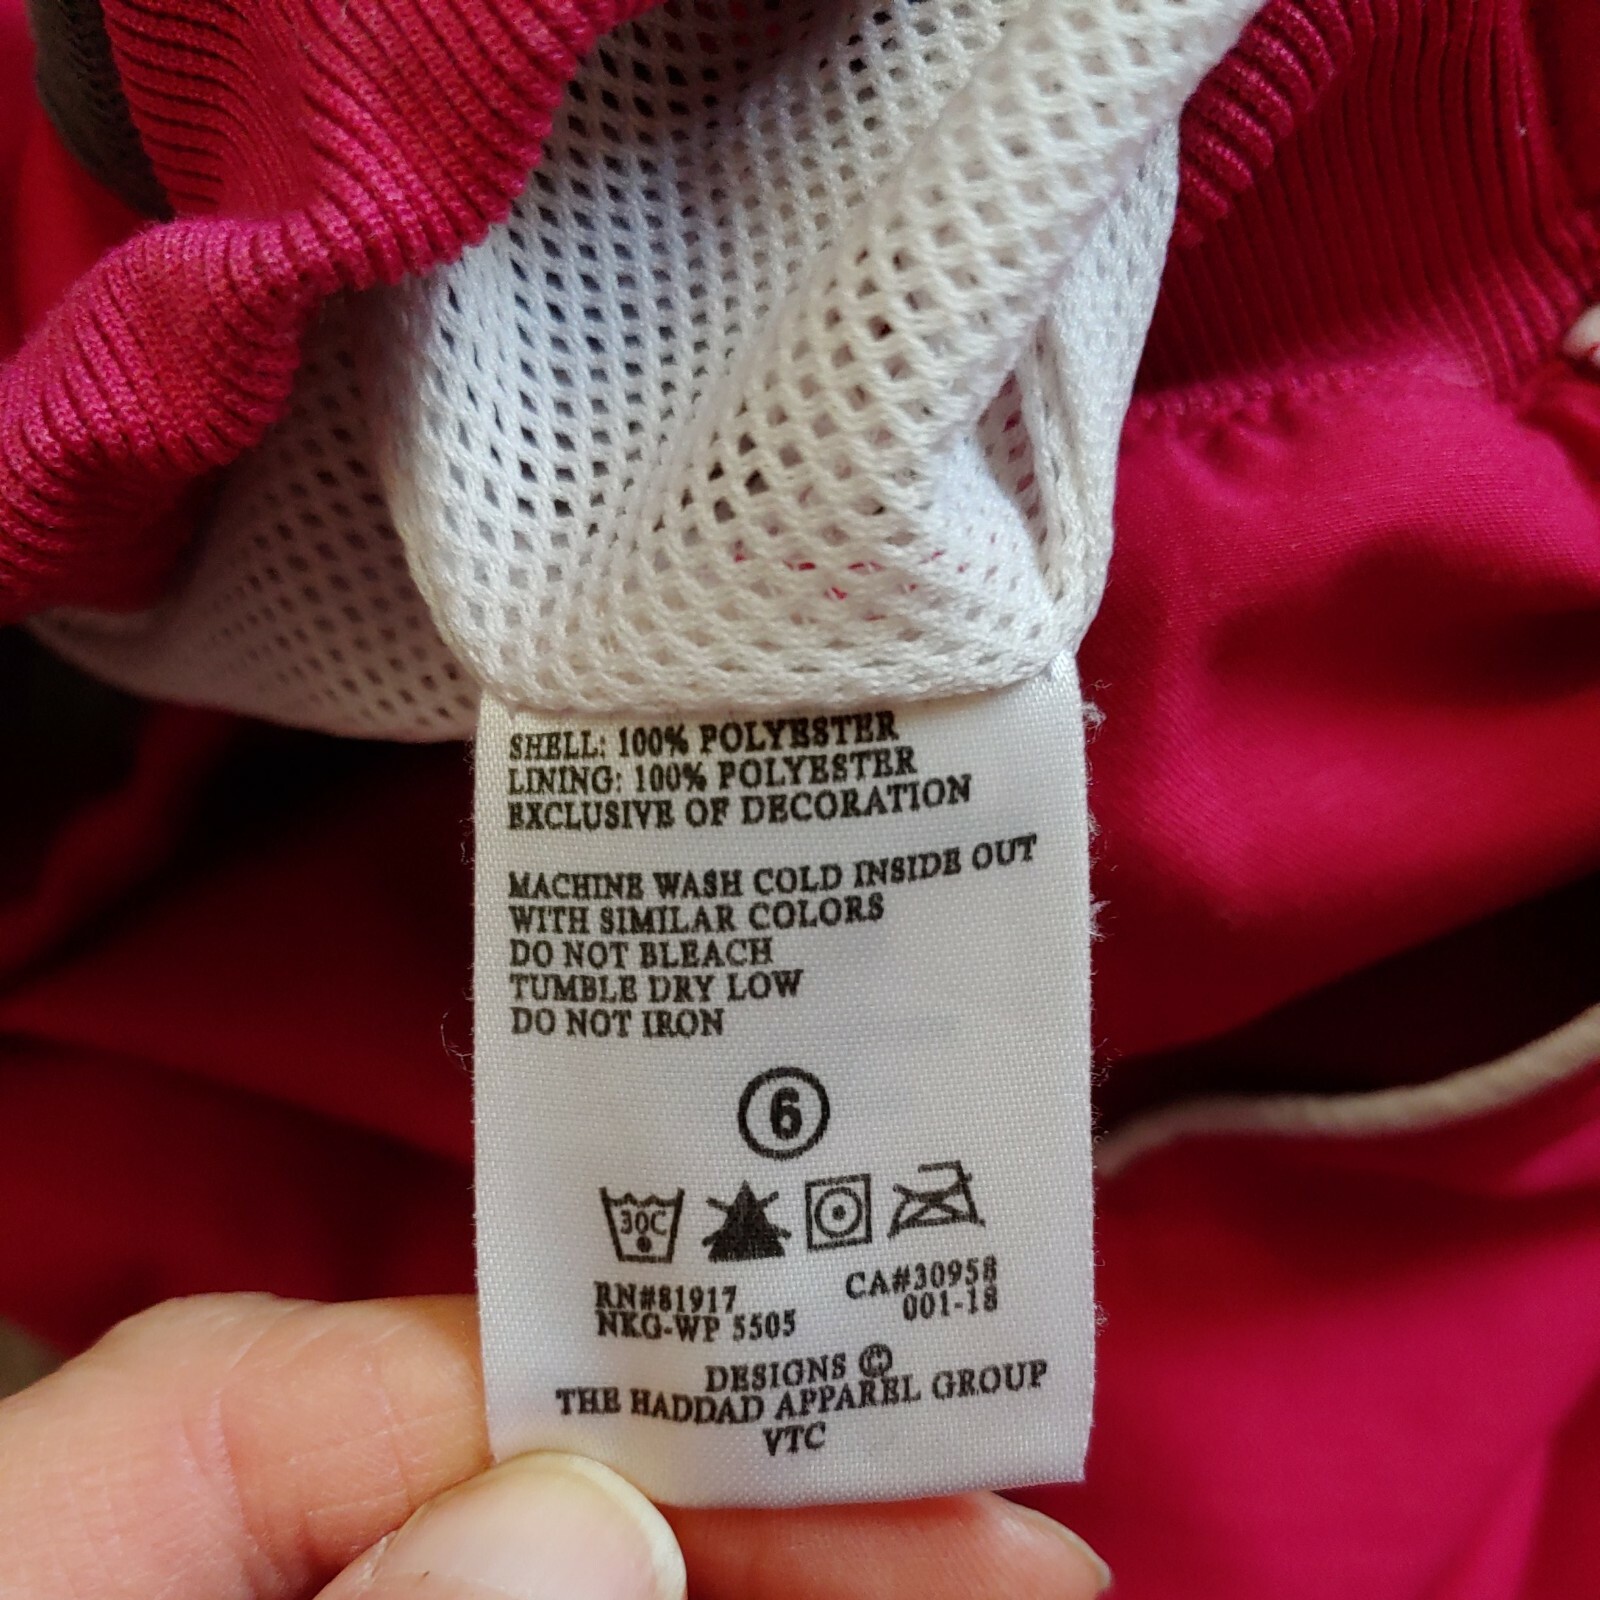 SHELL: 100% POLYESTER
LINING: 100% POLYESTER
EXCLUSIVE OF DECORATION
MACHINE WASH COLD INSIDE OUT
WITH SIMILAR COLORS
DO NOT BLEACH
TUMBLE DRY LOW
DO NOT IRON
6
30C
RN#81917 CA#30958
NKG-WP 5505 001-18
DESIGNS ©
THE HADDAD APPAREL GROUP
VTC